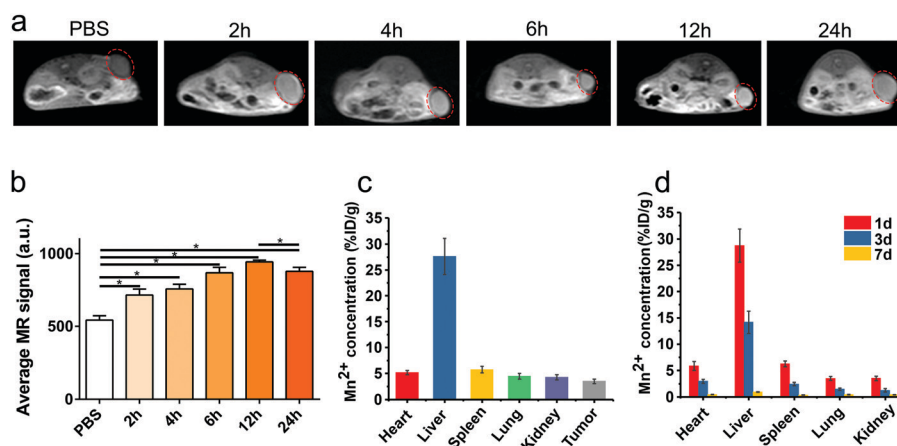 a
PBS 2h 4h 6h 12h 24h
b
Average MR signal (a.u.)
1000
500
0
* * * * * *
PBS 2h 4h 6h 12h 24h
c
Mn2+ concentration (%ID/g)
35
30
25
20
15
10
5
0
Heart Liver Spleen Lung Kidney Tumor
d
Mn2+ concentration (%ID/g)
35
30
25
20
15
10
5
0
1d
3d
7d
Heart Liver Spleen Lung Kidney